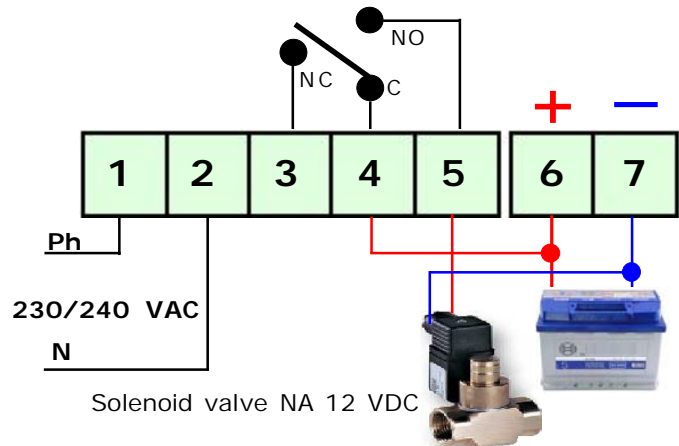 NO
NC
C
+ −
1 2 3 4 5 6 7
Ph
230/240 VAC
N
Solenoid valve NA 12 VDC